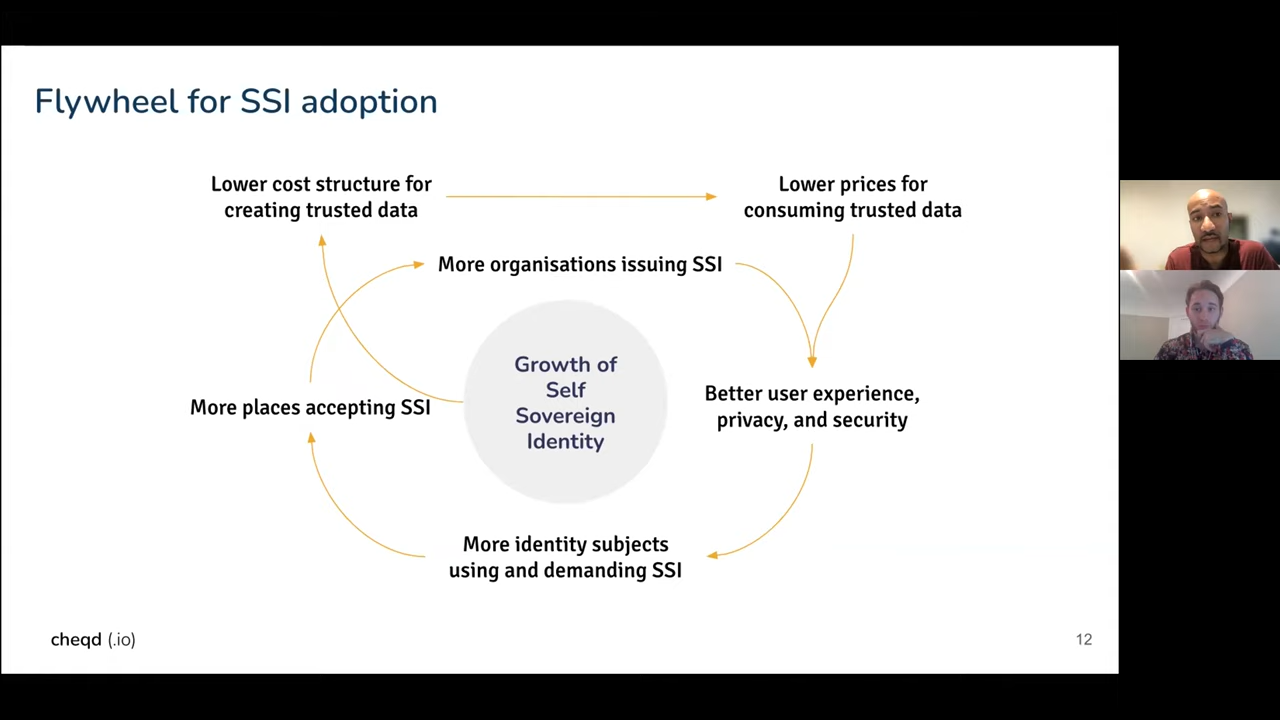 Flywheel for SSI adoption
Lower cost structure for
creating trusted data
Lower prices for
consuming trusted data
More organisations issuing SSI
Growth of
Self
Sovereign
Identity
Better user experience,
privacy, and security
More places accepting SSI
More identity subjects
using and demanding SSI
cheqd (.io)
12